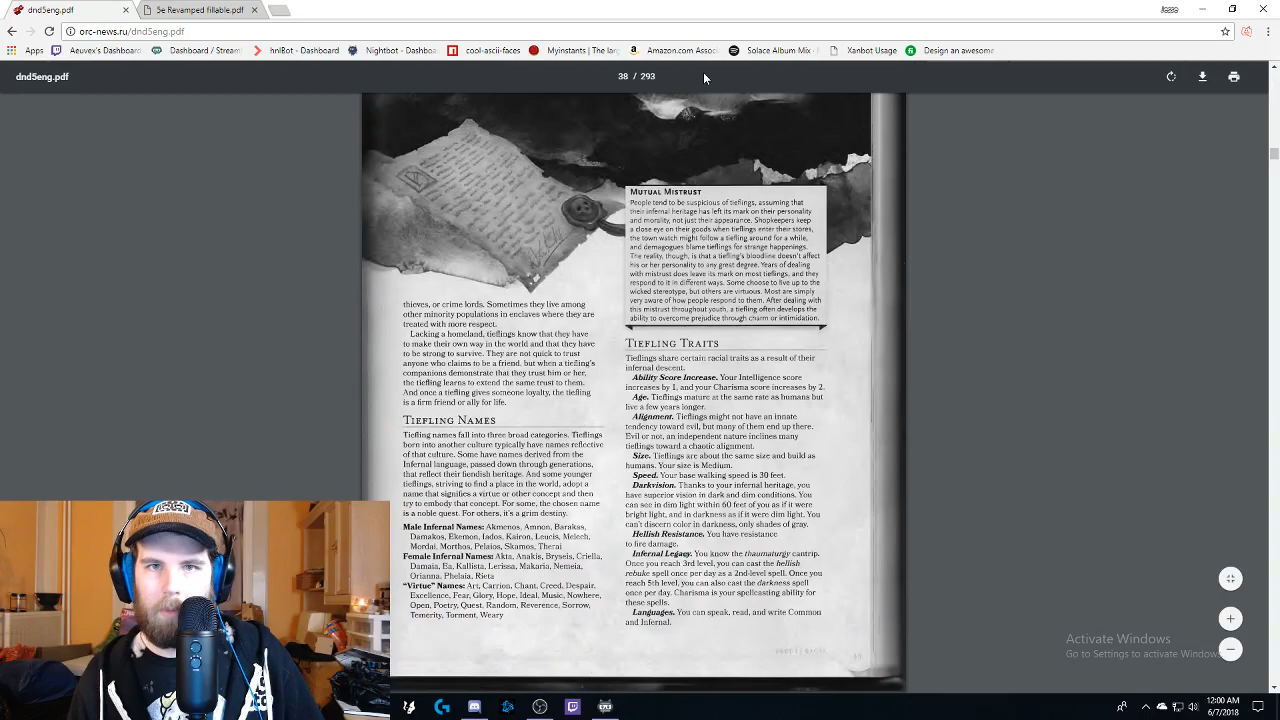 dnd5eng.pdf
5e Revamped fillable.pdf
orc-news.ru/dnd5eng.pdf
Apps
Aeuvex's Dashboard
Dashboard / Stream
hnlBot - Dashboard
Nightbot - Dashboa
cool-ascii-faces
Myinstants | The larg
Amazon.com Assoc
Solace Album Mix -
Xanbot Usage
Design an awesome
dnd5eng.pdf
38 / 293
thieves, or crime lords. Sometimes they live among
other minority populations in enclaves where they are
treated with more respect.
Lacking a homeland, tieflings know that they have
to make their own way in the world and that they have
to be strong to survive. They are not quick to trust
anyone who claims to be a friend, but when a tiefling's
companions demonstrate that they trust him or her,
the tiefling learns to extend the same trust to them.
And once a tiefling gives someone loyalty, the tiefling
is a firm friend or ally for life.
TIEFLING NAMES
Tiefling names fall into three broad categories. Tieflings
born into another culture typically have names reflective
of that culture. Some have names derived from the
Infernal language, passed down through generations,
that reflect their fiendish heritage. And some younger
tieflings, striving to find a place in the world, adopt a
name that signifies a virtue or other concept and then
try to embody that concept. For some, the chosen name
is a noble quest. For others, it's a grim destiny.
Male Infernal Names: Akmenos, Amnon, Barakas,
Damakos, Ekemon, Iados, Kairon, Leucis, Melech,
Mordai, Morthos, Pelaios, Skamos, Therai
Female Infernal Names: Akta, Anakis, Bryseis, Criella,
Damaia, Ea, Kallista, Lerissa, Makaria, Nemeia,
Orianna, Phelaia, Rieta
"Virtue" Names: Art, Carrion, Chant, Creed, Despair,
Excellence, Fear, Glory, Hope, Ideal, Music, Nowhere,
Open, Poetry, Quest, Random, Reverence, Sorrow,
Temerity, Torment, Weary
MUTUAL MISTRUST
People tend to be suspicious of tieflings, assuming that
their infernal heritage has left its mark on their personality
and morality, not just their appearance. Shopkeepers keep
a close eye on their goods when tieflings enter their stores,
the town watch might follow a tiefling around for a while,
and demagogues blame tieflings for strange happenings.
The reality, though, is that a tiefling's bloodline doesn't affect
his or her personality to any great degree. Years of dealing
with mistrust does leave its mark on most tieflings, and they
respond to it in different ways. Some choose to live up to the
wicked stereotype, but others are virtuous. Most are simply
very aware of how people respond to them. After dealing with
this mistrust throughout youth, a tiefling often develops the
ability to overcome prejudice through charm or intimidation.
TIEFLING TRAITS
Tieflings share certain racial traits as a result of their
infernal descent.
Ability Score Increase. Your Intelligence score
increases by 1, and your Charisma score increases by 2.
Age. Tieflings mature at the same rate as humans but
live a few years longer.
Alignment. Tieflings might not have an innate
tendency toward evil, but many of them end up there.
Evil or not, an independent nature inclines many
tieflings toward a chaotic alignment.
Size. Tieflings are about the same size and build as
humans. Your size is Medium.
Speed. Your base walking speed is 30 feet.
Darkvision. Thanks to your infernal heritage, you
have superior vision in dark and dim conditions. You
can see in dim light within 60 feet of you as if it were
bright light, and in darkness as if it were dim light. You
can't discern color in darkness, only shades of gray.
Hellish Resistance. You have resistance
to fire damage.
Infernal Legacy. You know the thaumaturgy cantrip.
Once you reach 3rd level, you can cast the hellish
rebuke spell once per day as a 2nd-level spell. Once you
reach 5th level, you can also cast the darkness spell
once per day. Charisma is your spellcasting ability for
these spells.
Languages. You can speak, read, and write Common
and Infernal.
Activate Windows
Go to Settings to activate Window
12:00 AM
6/7/2018